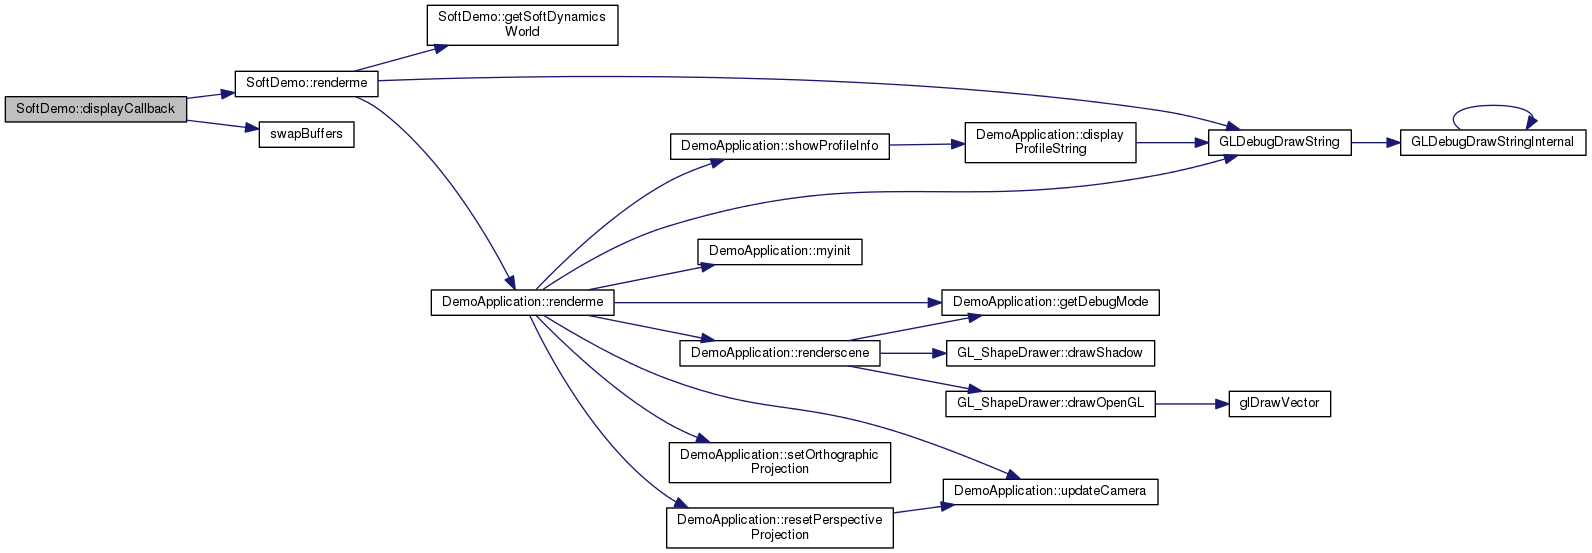 SoftDemo::getSoftDynamics
World
SoftDemo::renderme
SoftDemo::displayCallback
swapBuffers
DemoApplication::showProfileInfo
DemoApplication::display
ProfileString
GLDebugDrawString
GLDebugDrawStringInternal
DemoApplication::myinit
DemoApplication::renderme
DemoApplication::getDebugMode
DemoApplication::renderscene
GL_ShapeDrawer::drawShadow
GL_ShapeDrawer::drawOpenGL
glDrawVector
DemoApplication::setOrthographic
Projection
DemoApplication::updateCamera
DemoApplication::resetPerspective
Projection